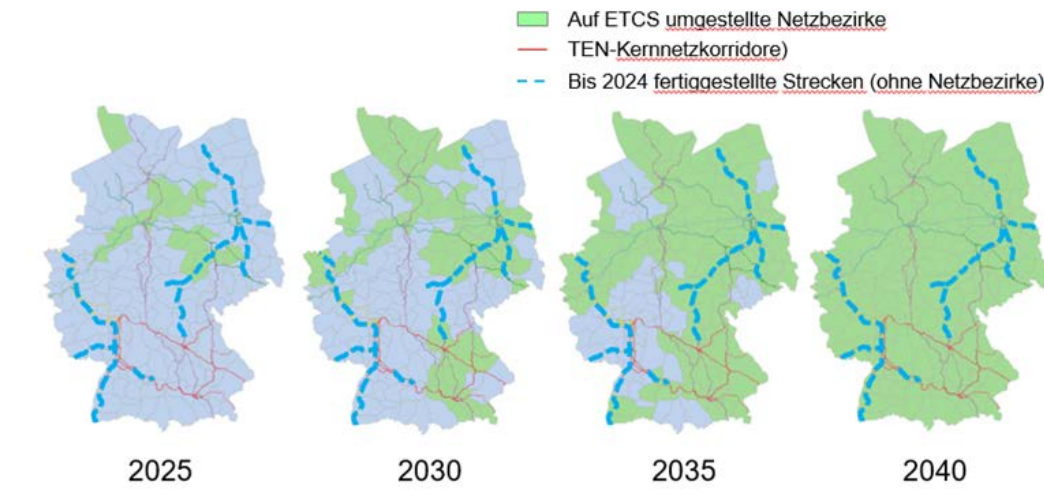 Auf ETCS umgestellte Netzbezirke
TEN-Kernnetzkorridore)
Bis 2024 fertiggestellte Strecken (ohne Netzbezirke)
2025
2030
2035
2040